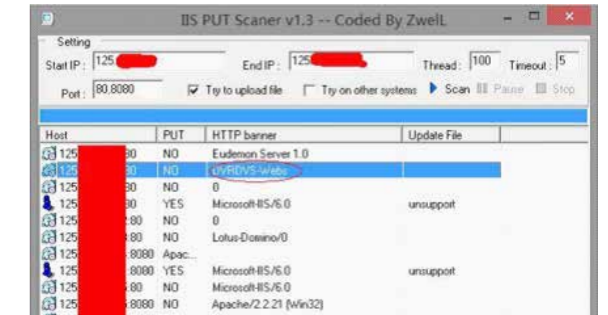 IIS PUT Scaner v1.3 -- Coded By ZwelL
Setting
Start IP : 125. End IP : 125 Thread : 100 Timeout : 5
Port : 80,8080 Try to upload file Try on other systems Scan Pause Stop
Host PUT HTTP banner Update File
125 80 NO Eudemon Server 1.0
125 80 NO DVRDVS-Webs
125 80 NO 0
125 80 YES Microsoft-IIS/6.0 unsupport
125 :80 NO 0
125 :80 NO Lotus-Domino/0
125 :8080 Apac...
125 :8080 YES Microsoft-IIS/6.0 unsupport
125 :80 NO Microsoft-IIS/6.0
125 :8080 NO Apache/2.2.21 (Win32)